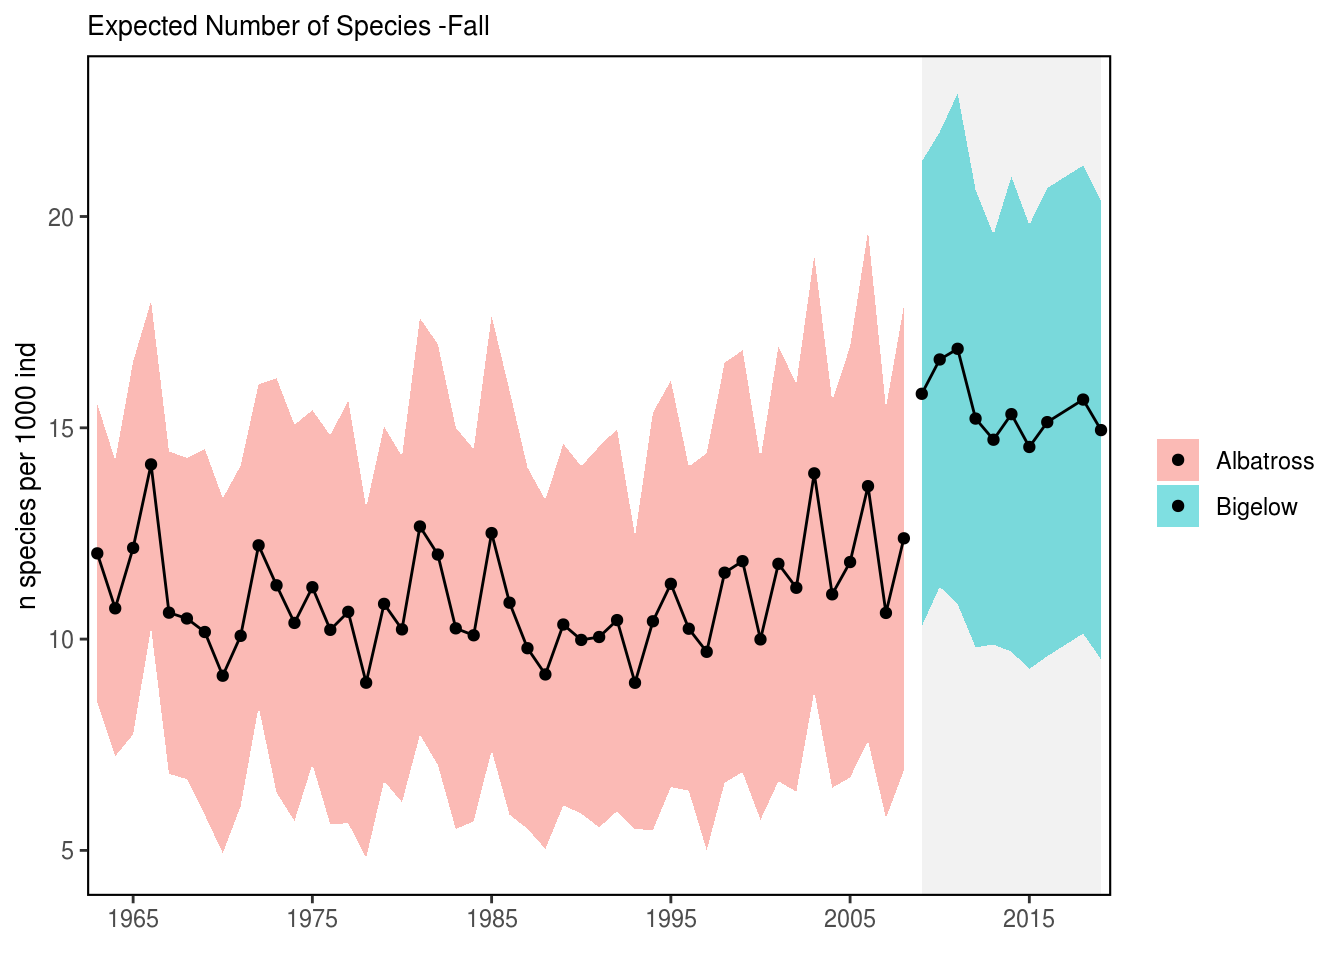 Expected Number of Species -Fall
n species per 1000 ind
20
15
10
5
1965 1975 1985 1995 2005 2015
Albatross
Bigelow